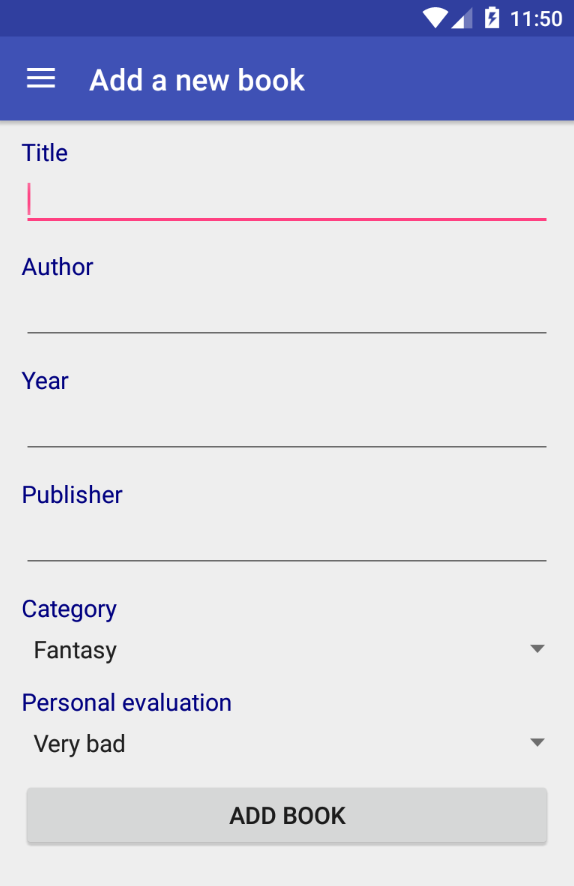 11:50
Add a new book
Title
Author
Year
Publisher
Category
Fantasy
Personal evaluation
Very bad
ADD BOOK